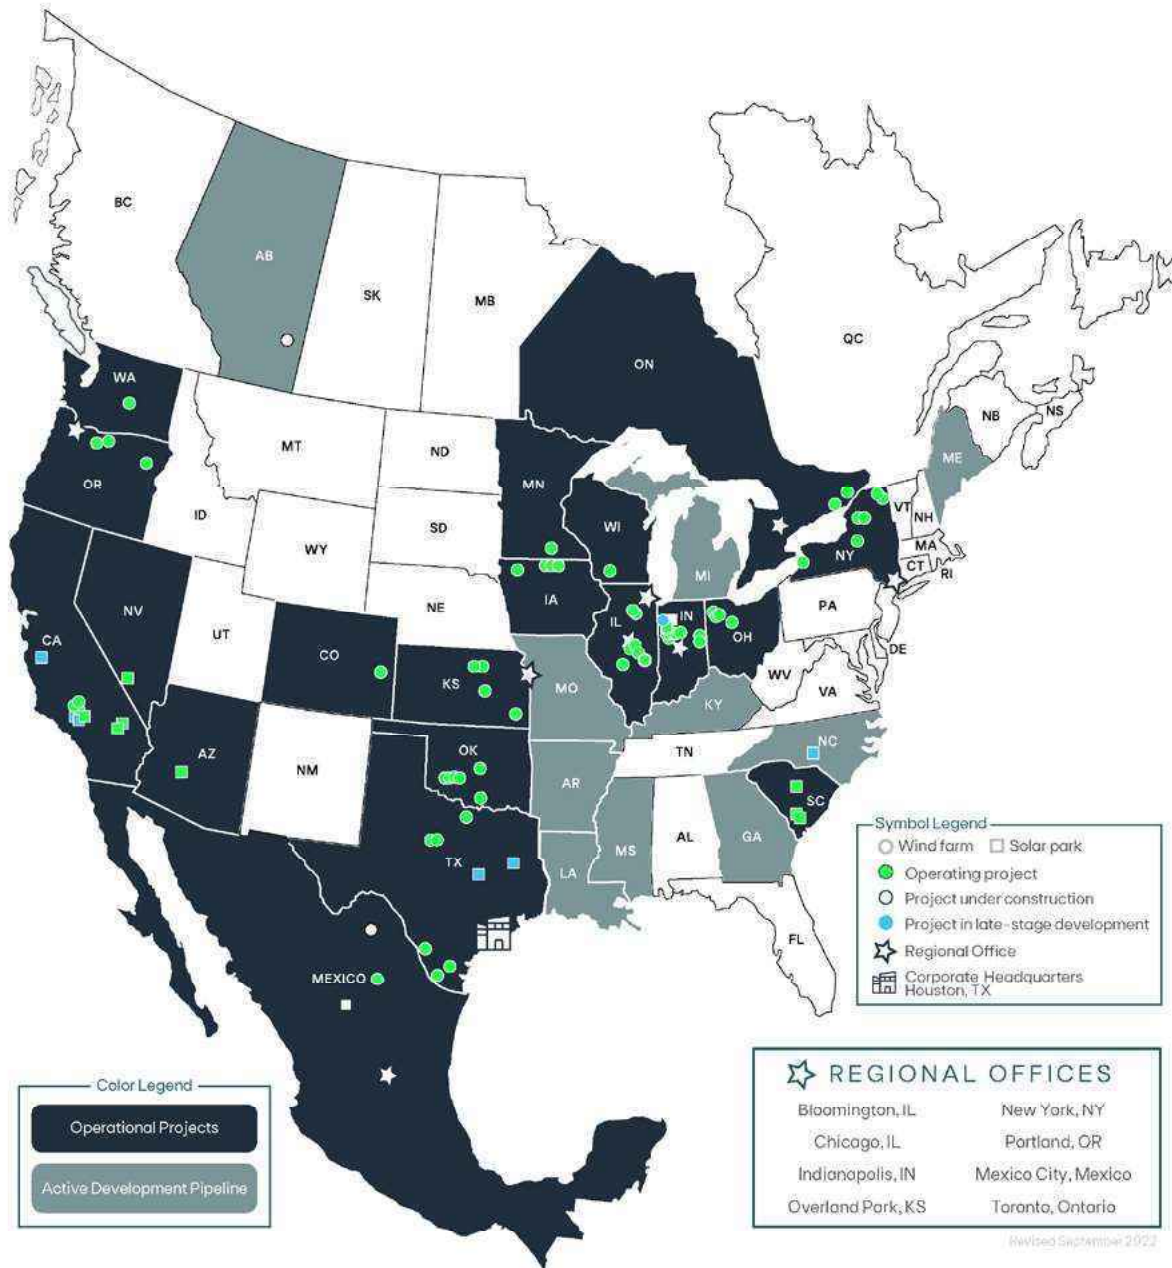 BC
AB
SK
MB
ON
QC
NB
NS
ME
WA
MT
ND
MN
OR
ID
SD
WI
VT
NH
WY
MI
NY
MA
CT
RI
NV
NE
IA
PA
CA
UT
IL
IN
OH
DE
CO
KS
MO
WV
VA
KY
AZ
NM
OK
TN
NC
AR
SC
TX
MS
AL
GA
LA
FL
MEXICO
Symbol Legend
Wind farm Solar park
Operating project
Project under construction
Project in late-stage development
Regional Office
Corporate Headquarters
Houston, TX
Color Legend
Operational Projects
Active Development Pipeline
REGIONAL OFFICES
Bloomington, IL New York, NY
Chicago, IL Portland, OR
Indianapolis, IN Mexico City, Mexico
Overland Park, KS Toronto, Ontario
Revised September 2022